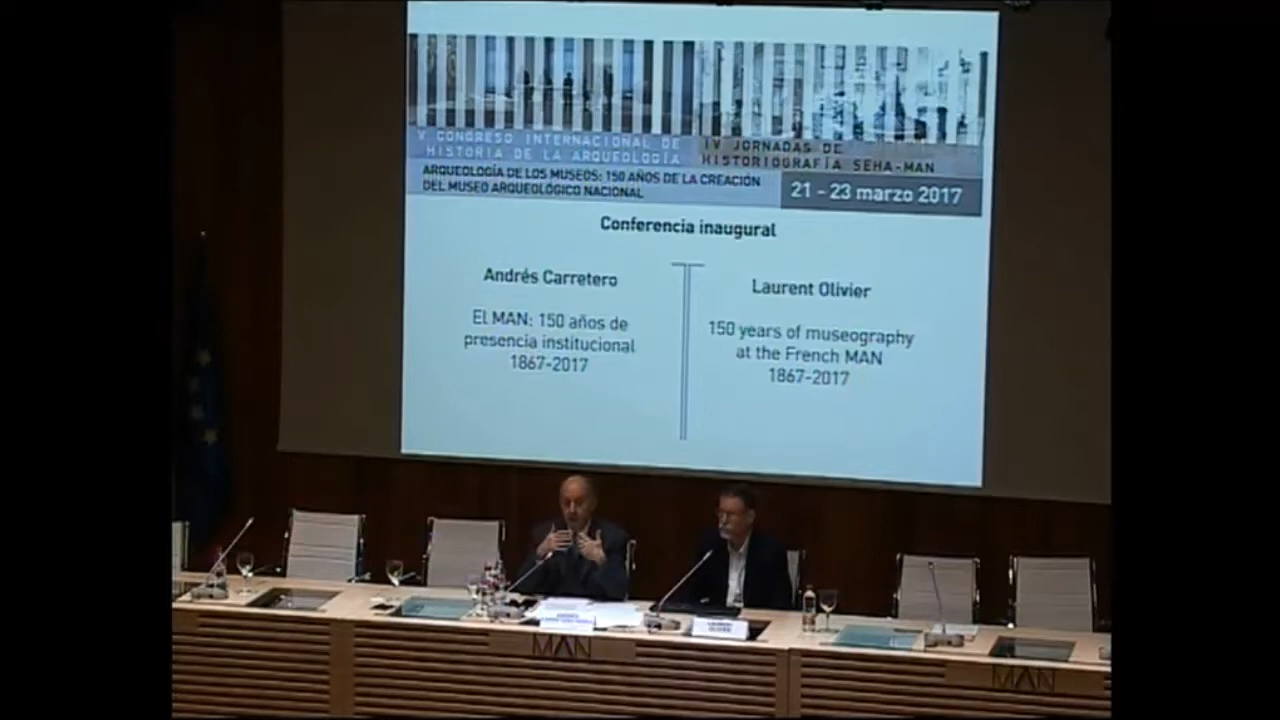 V CONGRESO INTERNACIONAL DE
HISTORIA DE LA ARQUEOLOGÍA
IV JORNADAS DE
HISTORIOGRAFÍA SEHA-MAN
ARQUEOLOGÍA DE LOS MUSEOS: 150 AÑOS DE LA CREACIÓN
DEL MUSEO ARQUEOLÓGICO NACIONAL
21 - 23 marzo 2017
Conferencia inaugural
Andrés Carretero
El MAN: 150 años de
presencia institucional
1867-2017
Laurent Olivier
150 years of museography
at the French MAN
1867-2017
LAURENT
OLIVIER
MAN
MAN